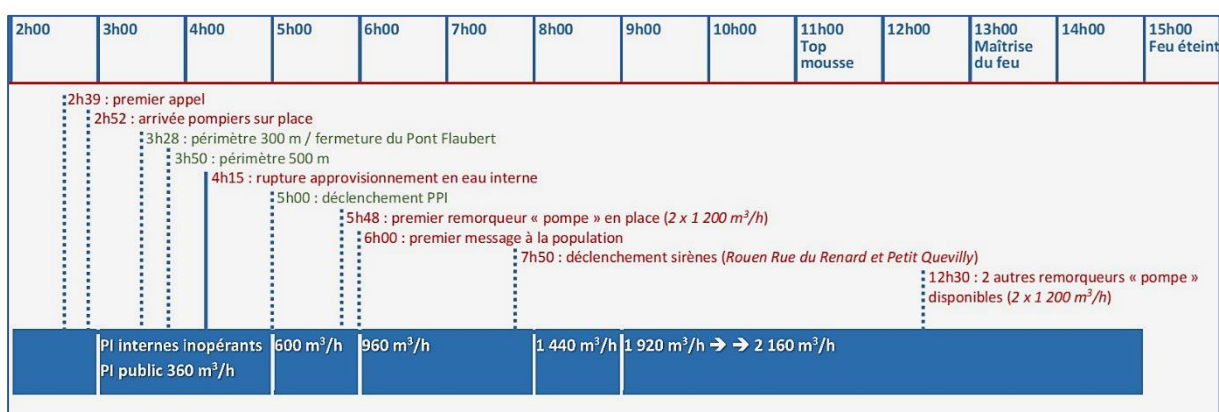 2h00 3h00 4h00 5h00 6h00 7h00 8h00 9h00 10h00 11h00 12h00 13h00 14h00 15h00
Top Maîtrise Feu éteint
mousse du feu
2h39 : premier appel
2h52 : arrivée pompiers sur place
3h28 : périmètre 300 m / fermeture du Pont Flaubert
3h50 : périmètre 500 m
4h15 : rupture approvisionnement en eau interne
5h00 : déclenchement PPI
5h48 : premier remorqueur « pompe » en place (2 x 1 200 m³/h)
6h00 : premier message à la population
7h50 : déclenchement sirènes (Rouen Rue du Renard et Petit Quevilly)
12h30 : 2 autres remorqueurs « pompe »
disponibles (2 x 1 200 m³/h)
PI internes inopérants 600 m³/h 960 m³/h 1 440 m³/h 1 920 m³/h ➔ ➔ 2 160 m³/h
PI public 360 m³/h